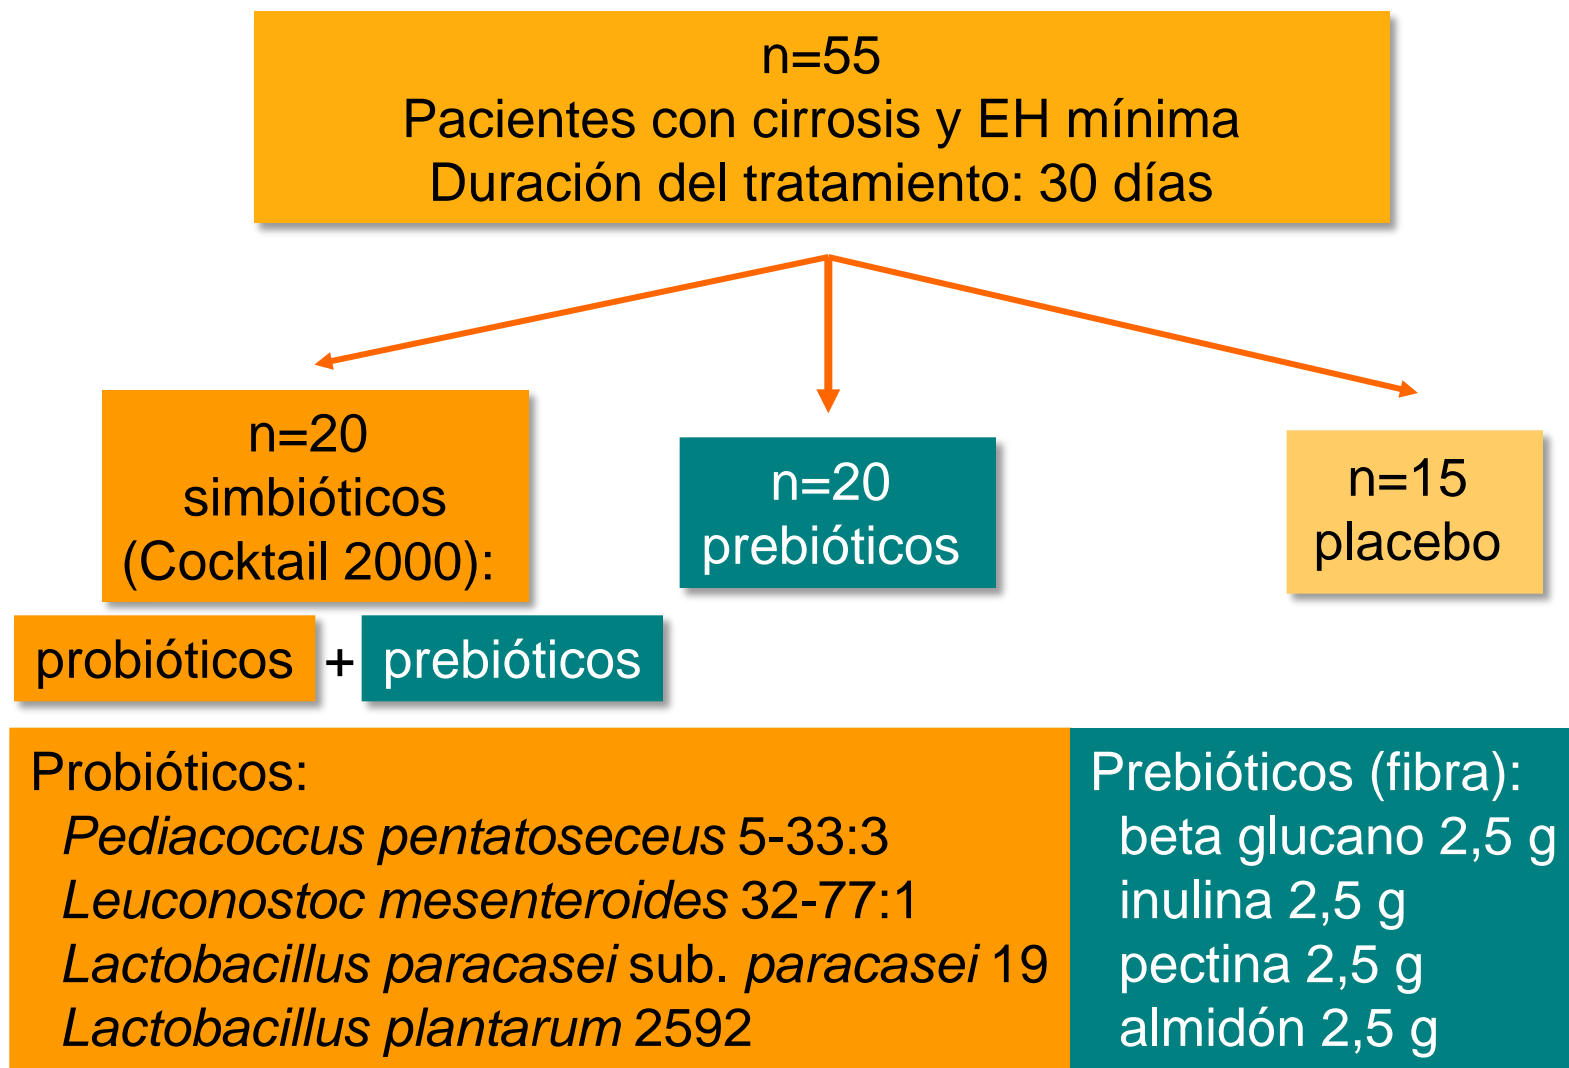 n=55
Pacientes con cirrosis y EH mínima
Duración del tratamiento: 30 días
n=20
simbióticos
(Cocktail 2000):
n=20
prebióticos
n=15
placebo
probióticos + prebióticos
Probióticos:
Pediacoccus pentatoseceus 5-33:3
Leuconostoc mesenteroides 32-77:1
Lactobacillus paracasei sub. paracasei 19
Lactobacillus plantarum 2592
Prebióticos (fibra):
beta glucano 2,5 g
inulina 2,5 g
pectina 2,5 g
almidón 2,5 g